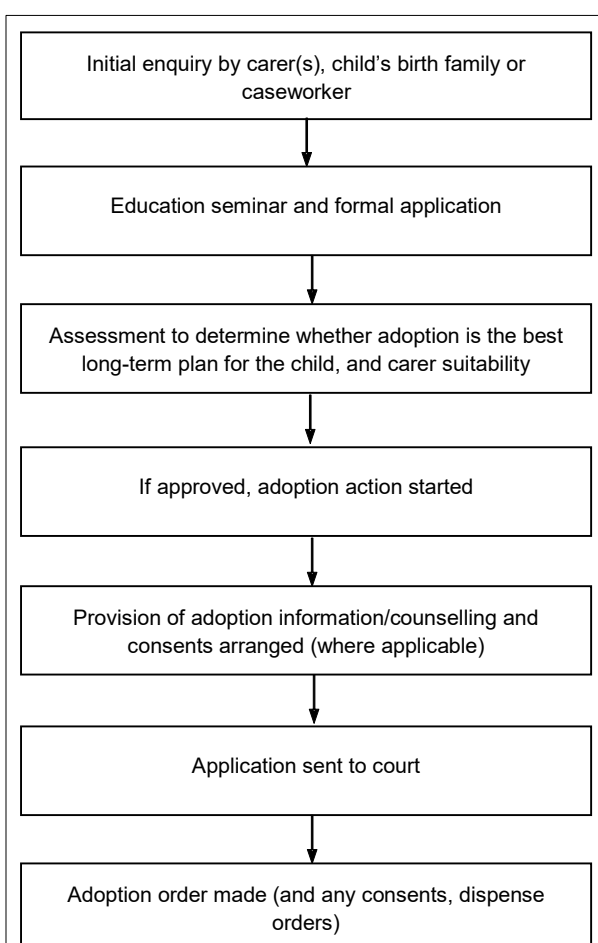 Initial enquiry by carer(s), child’s birth family or
caseworker
Education seminar and formal application
Assessment to determine whether adoption is the best
long-term plan for the child, and carer suitability
If approved, adoption action started
Provision of adoption information/counselling and
consents arranged (where applicable)
Application sent to court
Adoption order made (and any consents, dispense
orders)